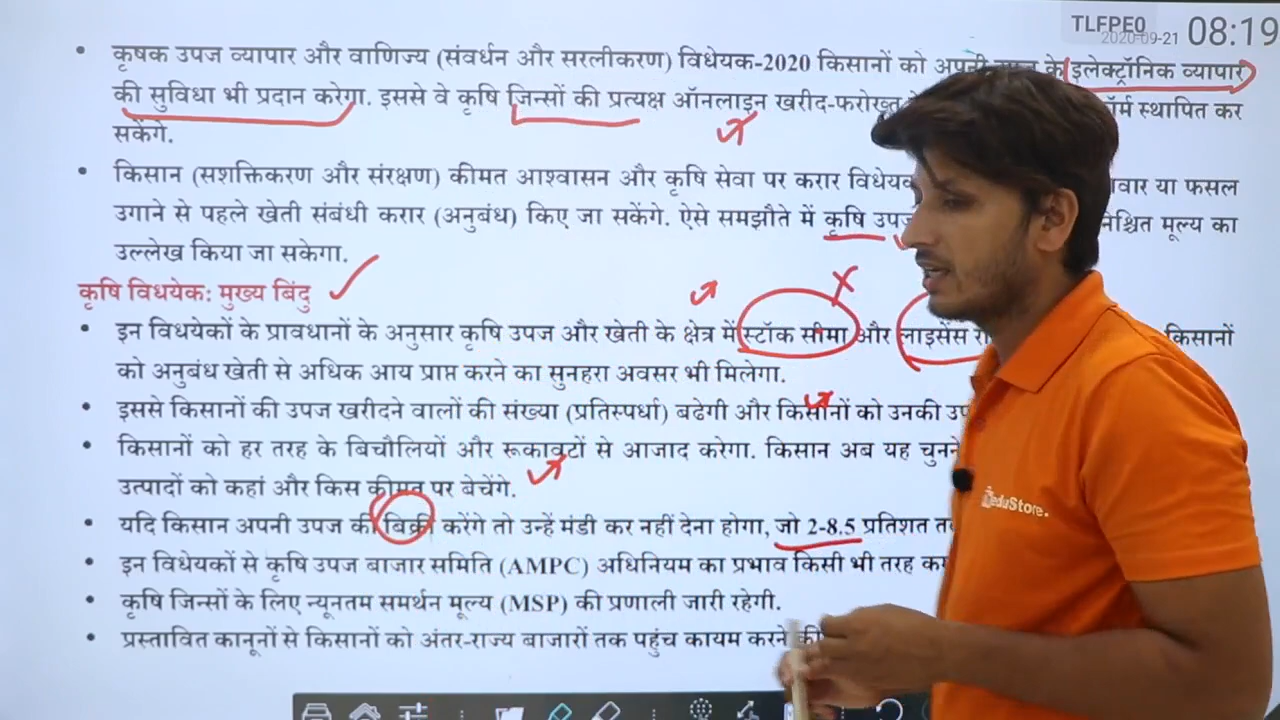 TLFPE0
2020-09-21 08:19
• कृषक उपज व्यापार और वाणिज्य (संवर्धन और सरलीकरण) विधेयक-2020 किसानों को अपनी के इलेक्ट्रॉनिक व्यापार
की सुविधा भी प्रदान करेगा. इससे वे कृषि जिन्सों की प्रत्यक्ष ऑनलाइन खरीद-फरोख्त स्थापित कर
सकेंगे.
• किसान (सशक्तिकरण और संरक्षण) कीमत आश्वासन और कृषि सेवा पर करार विधेयक या फसल
उगाने से पहले खेती संबंधी करार (अनुबंध) किए जा सकेंगे. ऐसे समझौते में कृषि मूल्य का
उल्लेख किया जा सकेगा.
कृषि विधयेक: मुख्य बिंदु
• इन विधयेकों के प्रावधानों के अनुसार कृषि उपज और खेती के क्षेत्र में स्टॉक सीमा और लाइसेंस किसानों
को अनुबंध खेती से अधिक आय प्राप्त करने का सुनहरा अवसर भी मिलेगा.
• इससे किसानों की उपज खरीदने वालों की संख्या (प्रतिस्पर्धा) बढेगी और किसानों को उनकी
• किसानों को हर तरह के बिचौलियों और रूकावटों से आजाद करेगा. किसान अब यह चुनने
उत्पादों को कहां और किस कीमत पर बेचेंगे.
• यदि किसान अपनी उपज की बिक्री करेंगे तो उन्हें मंडी कर नहीं देना होगा, जो 2-8.5 प्रतिशत
• इन विधेयकों से कृषि उपज बाजार समिति (AMPC) अधिनियम का प्रभाव किसी भी तरह
• कृषि जिन्सों के लिए न्यूनतम समर्थन मूल्य (MSP) की प्रणाली जारी रहेगी.
• प्रस्तावित कानूनों से किसानों को अंतर-राज्य बाजारों तक पहुंच कायम करने की
eduStore.